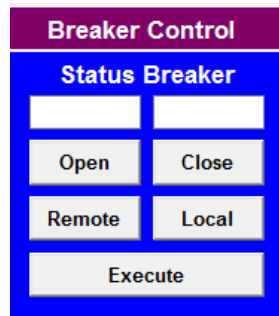 Breaker Control
Status Breaker
Open Close
Remote Local
Execute